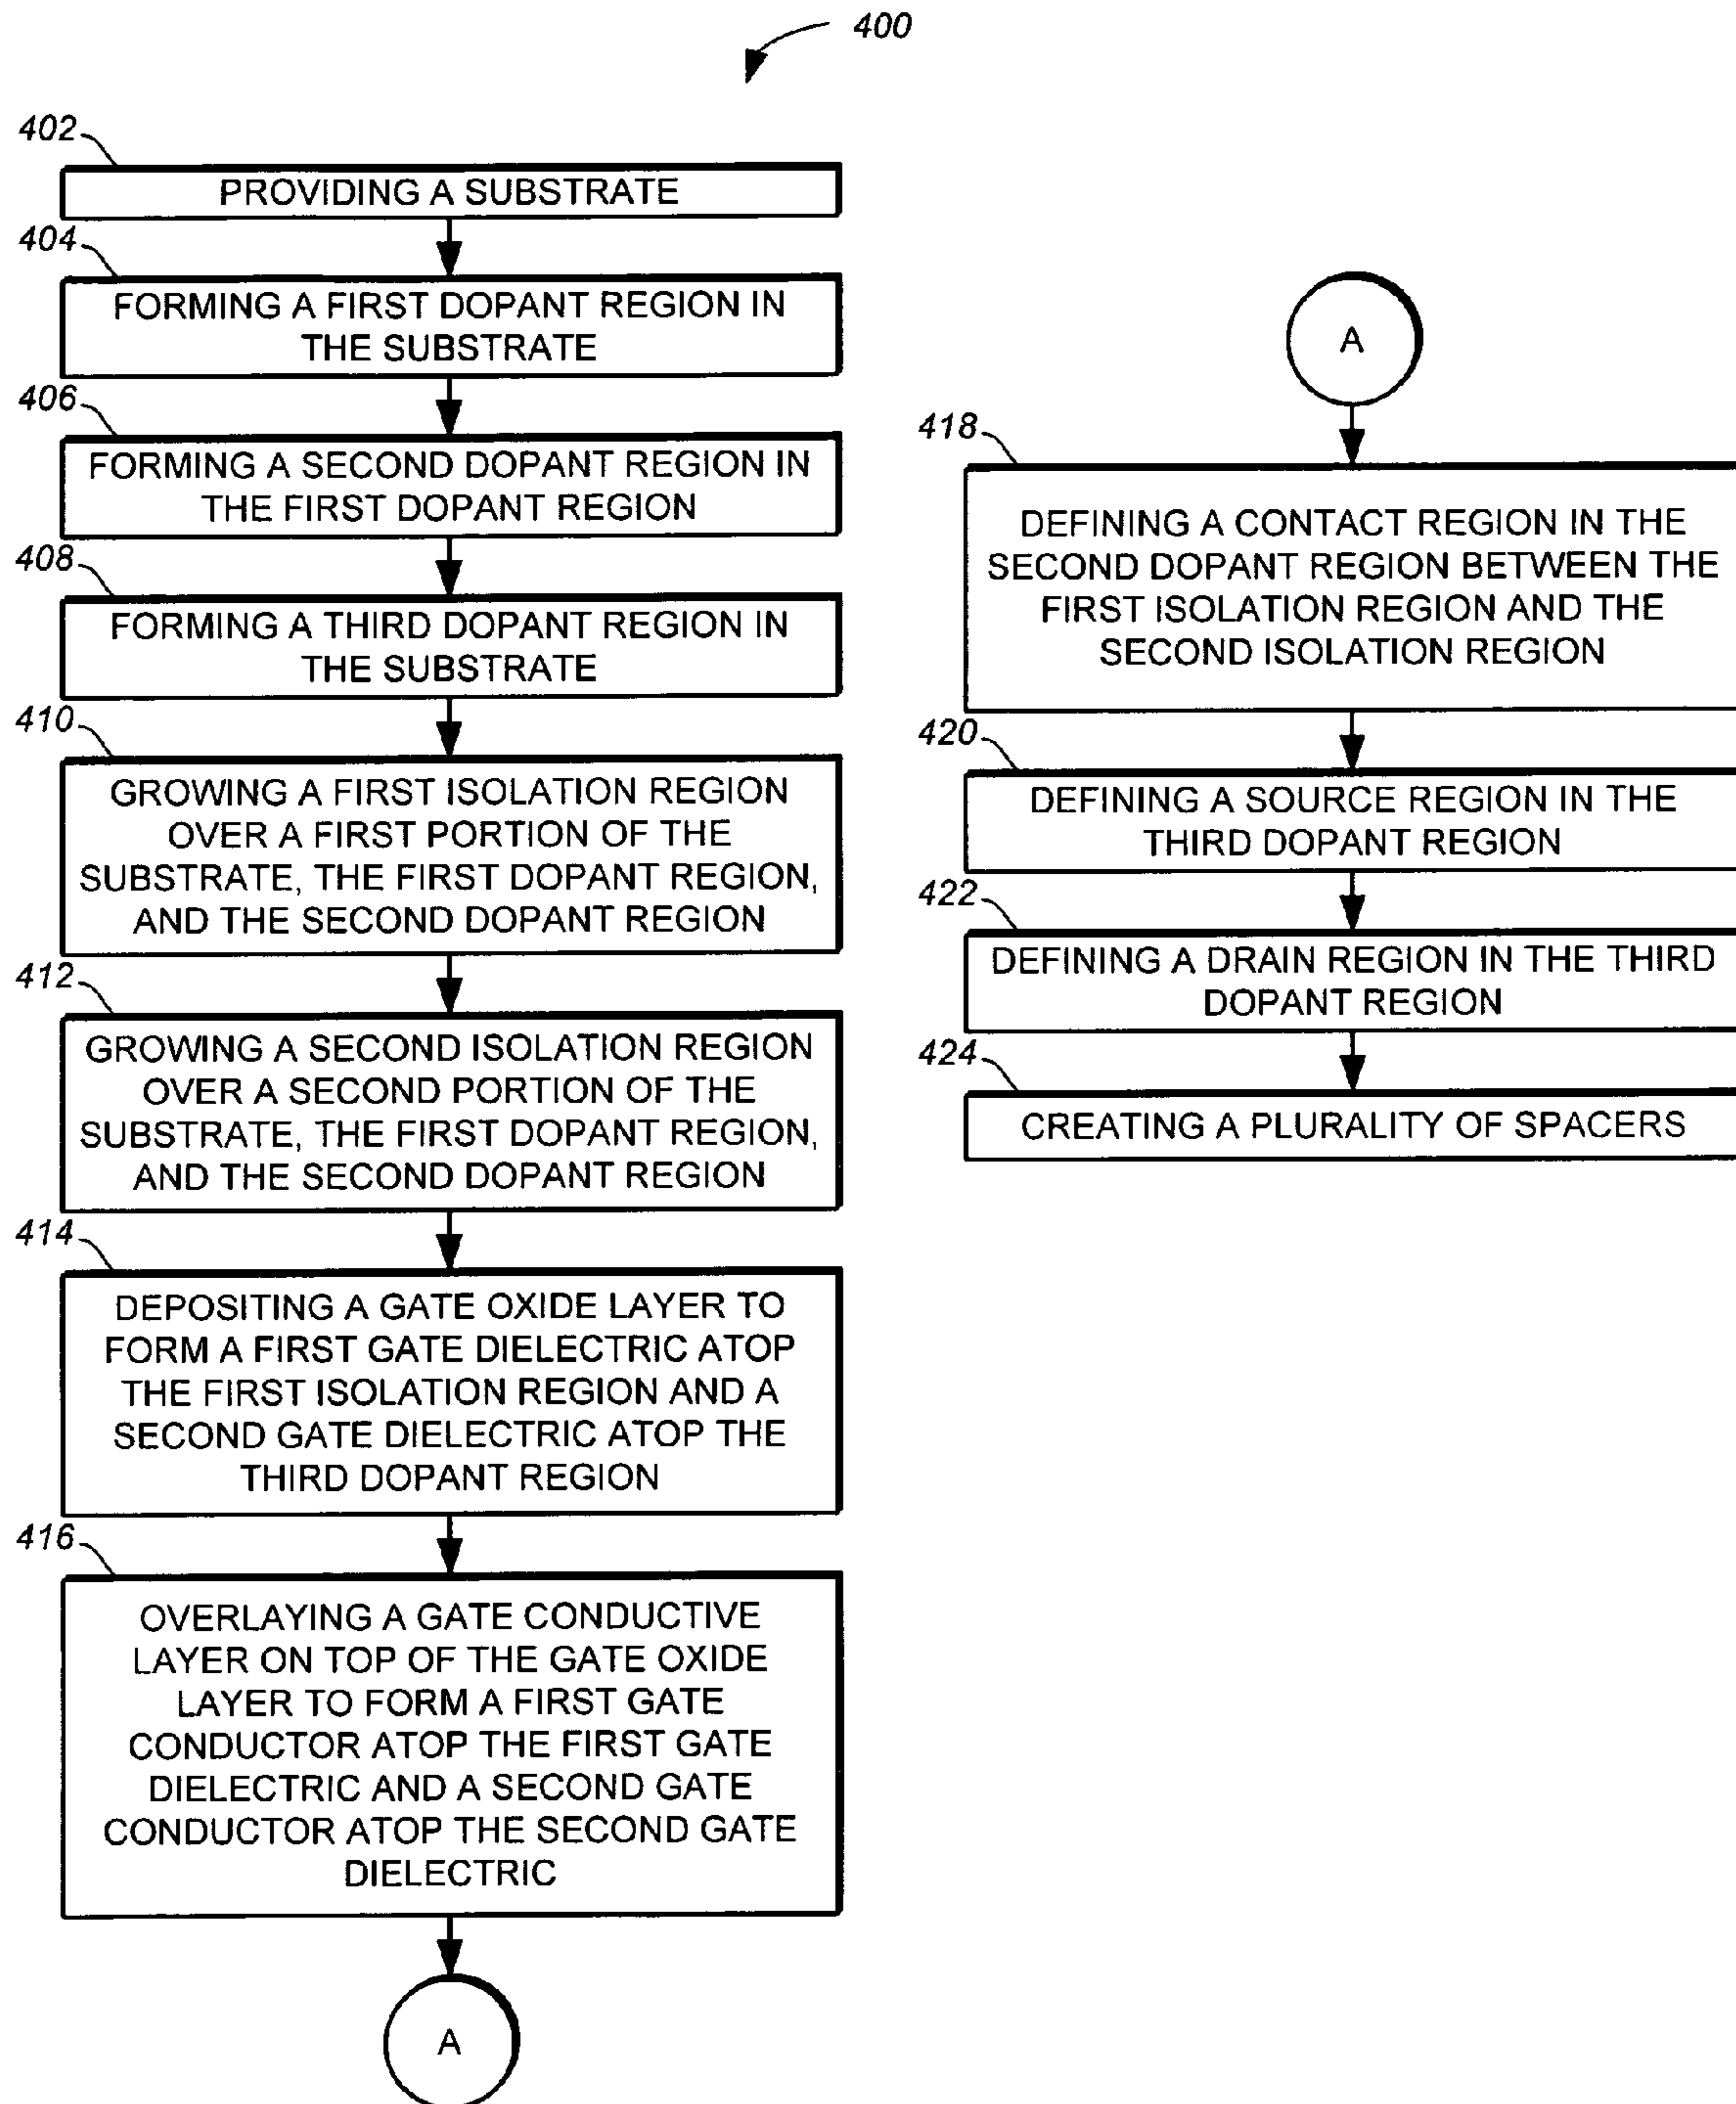 400
402
PROVIDING A SUBSTRATE
404
FORMING A FIRST DOPANT REGION IN
THE SUBSTRATE
406
FORMING A SECOND DOPANT REGION IN
THE FIRST DOPANT REGION
408
FORMING A THIRD DOPANT REGION IN
THE SUBSTRATE
410
GROWING A FIRST ISOLATION REGION
OVER A FIRST PORTION OF THE
SUBSTRATE, THE FIRST DOPANT REGION,
AND THE SECOND DOPANT REGION
412
GROWING A SECOND ISOLATION REGION
OVER A SECOND PORTION OF THE
SUBSTRATE, THE FIRST DOPANT REGION,
AND THE SECOND DOPANT REGION
414
DEPOSITING A GATE OXIDE LAYER TO
FORM A FIRST GATE DIELECTRIC ATOP
THE FIRST ISOLATION REGION AND A
SECOND GATE DIELECTRIC ATOP THE
THIRD DOPANT REGION
416
OVERLAYING A GATE CONDUCTIVE
LAYER ON TOP OF THE GATE OXIDE
LAYER TO FORM A FIRST GATE
CONDUCTOR ATOP THE FIRST GATE
DIELECTRIC AND A SECOND GATE
CONDUCTOR ATOP THE SECOND GATE
DIELECTRIC
A
A
418
DEFINING A CONTACT REGION IN THE
SECOND DOPANT REGION BETWEEN THE
FIRST ISOLATION REGION AND THE
SECOND ISOLATION REGION
420
DEFINING A SOURCE REGION IN THE
THIRD DOPANT REGION
422
DEFINING A DRAIN REGION IN THE THIRD
DOPANT REGION
424
CREATING A PLURALITY OF SPACERS